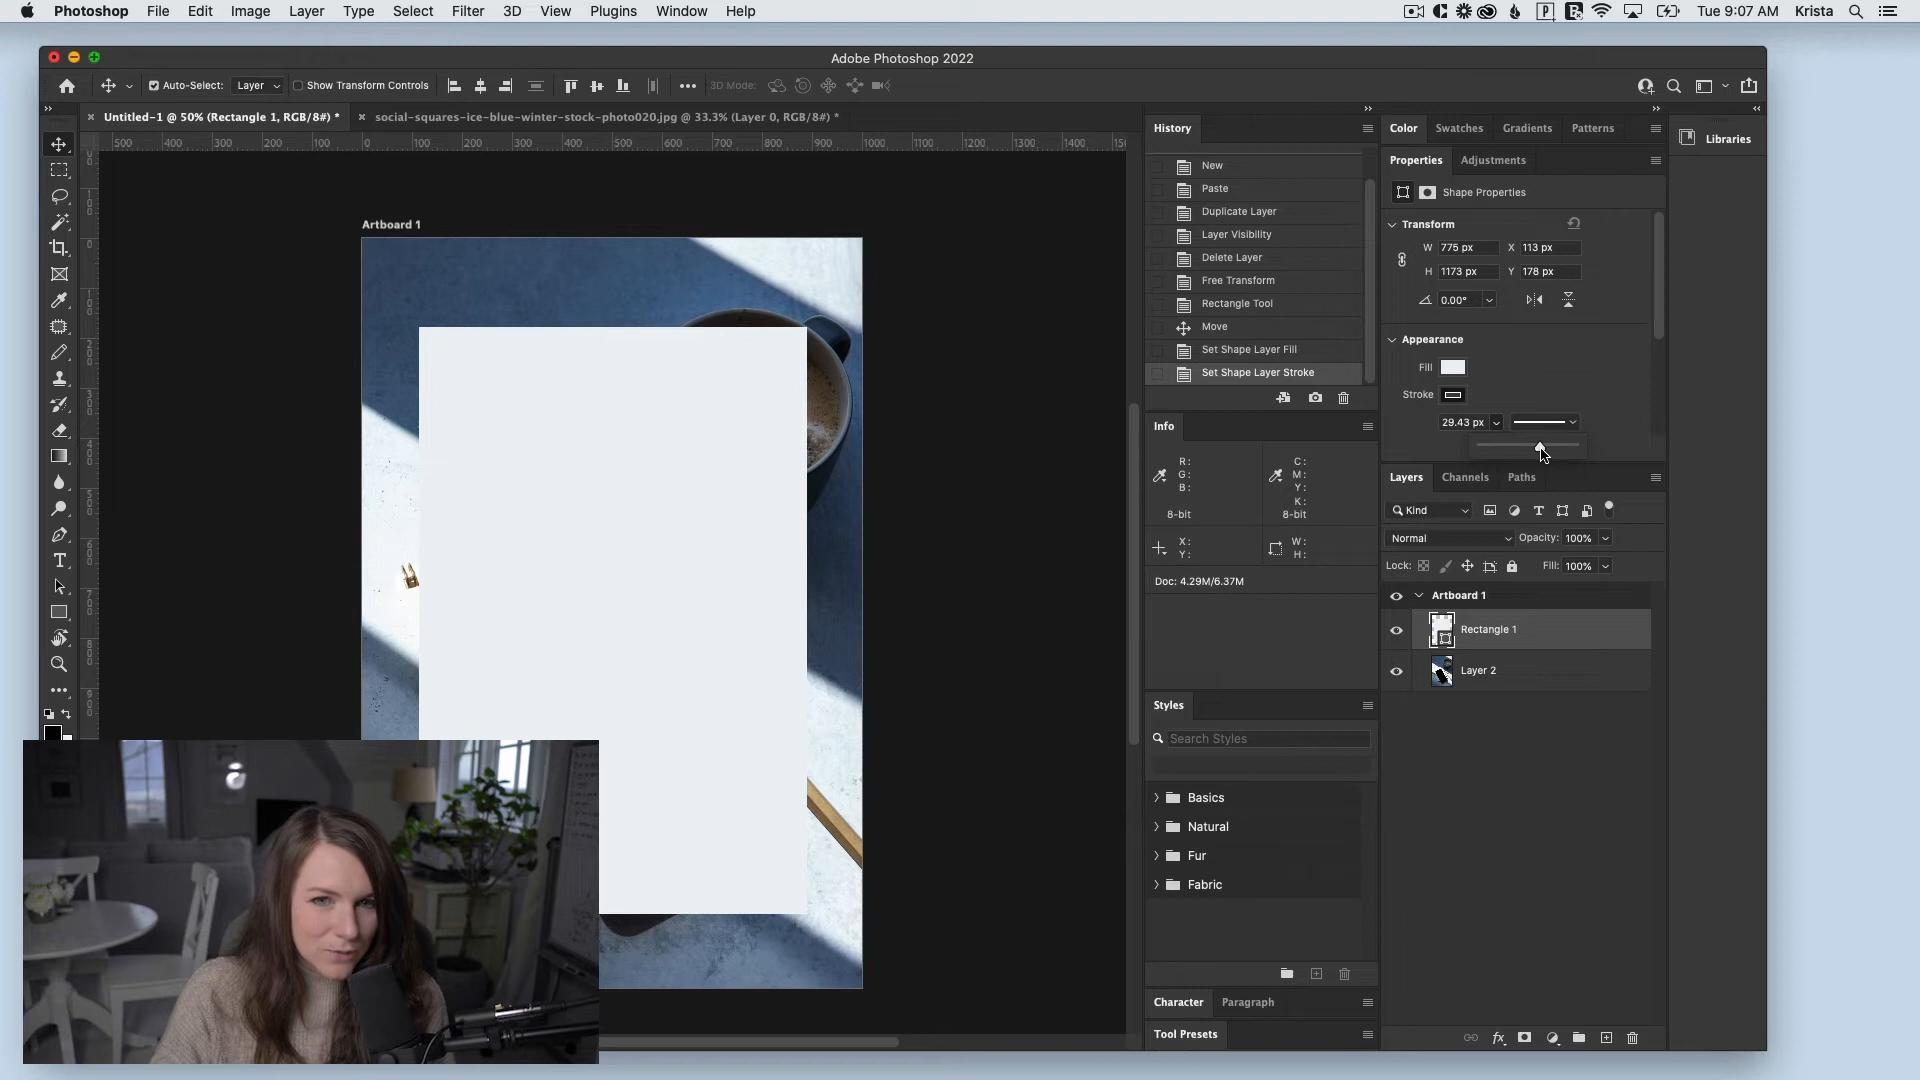 Photoshop File Edit Image Layer Type Select Filter 3D View Plugins Window Help Tue 9:07 AM Krista
Adobe Photoshop 2022
Auto-Select: Layer Show Transform Controls 3D Mode:
Untitled-1 @ 50% (Rectangle 1, RGB/8#) * social-squares-ice-blue-winter-stock-photo020.jpg @ 33.3% (Layer 0, RGB/8#) *
500 400 300 200 100 0 100 200 300 400 500 600 700 800 900 1000 1100 1200 1300 1400
Artboard 1
History
New
Paste
Duplicate Layer
Layer Visibility
Delete Layer
Free Transform
Rectangle Tool
Move
Set Shape Layer Fill
Set Shape Layer Stroke
Info
R: C:
G: M:
B: Y:
K:
8-bit 8-bit
X: W:
Y: H:
Doc: 4.29M/6.37M
Styles
Search Styles
Basics
Natural
Fur
Fabric
Character Paragraph
Tool Presets
Color Swatches Gradients Patterns
Properties Adjustments
Shape Properties
Transform
W 775 px X 113 px
H 1173 px Y 178 px
0.00°
Appearance
Fill
Stroke
29.43 px
Layers Channels Paths
Kind
Normal Opacity: 100%
Lock: Fill: 100%
Artboard 1
Rectangle 1
Layer 2
Libraries